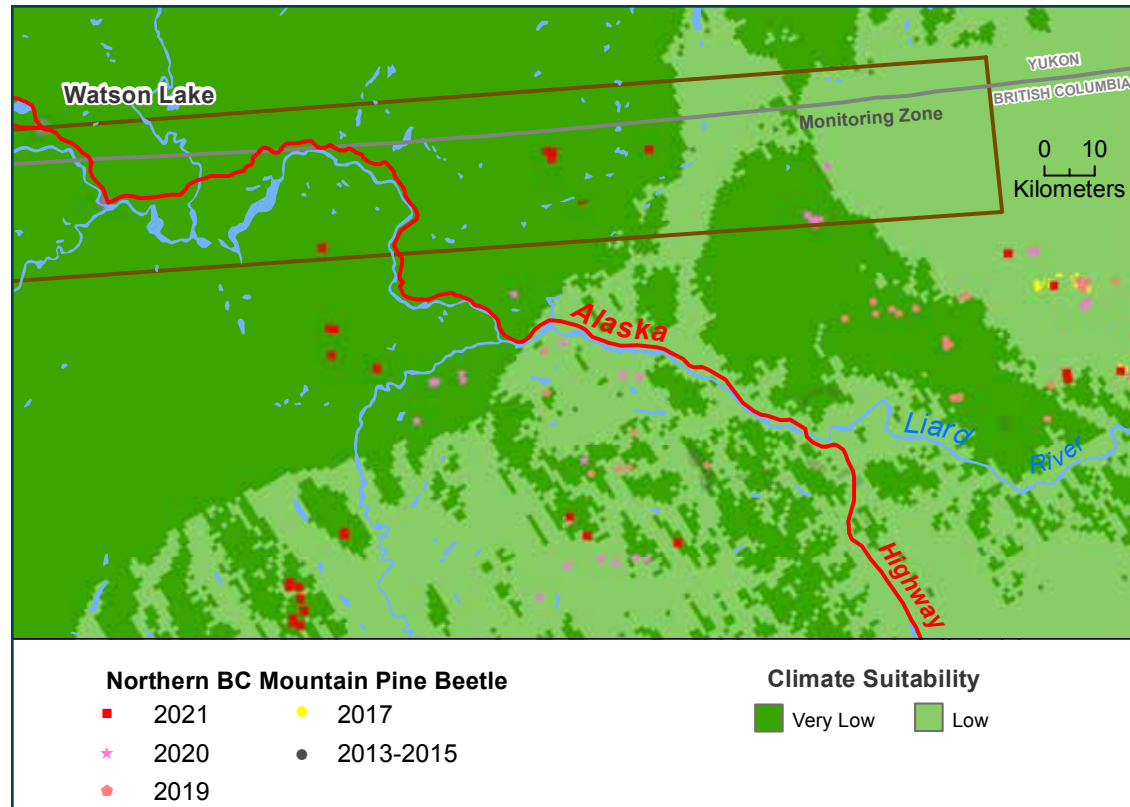 YUKON
BRITISH COLUMBIA
Watson Lake
Monitoring Zone
0 10
Kilometers
Alaska
Liard
River
Highway
Northern BC Mountain Pine Beetle
2021
2020
2019
2017
2013-2015
Climate Suitability
Very Low
Low